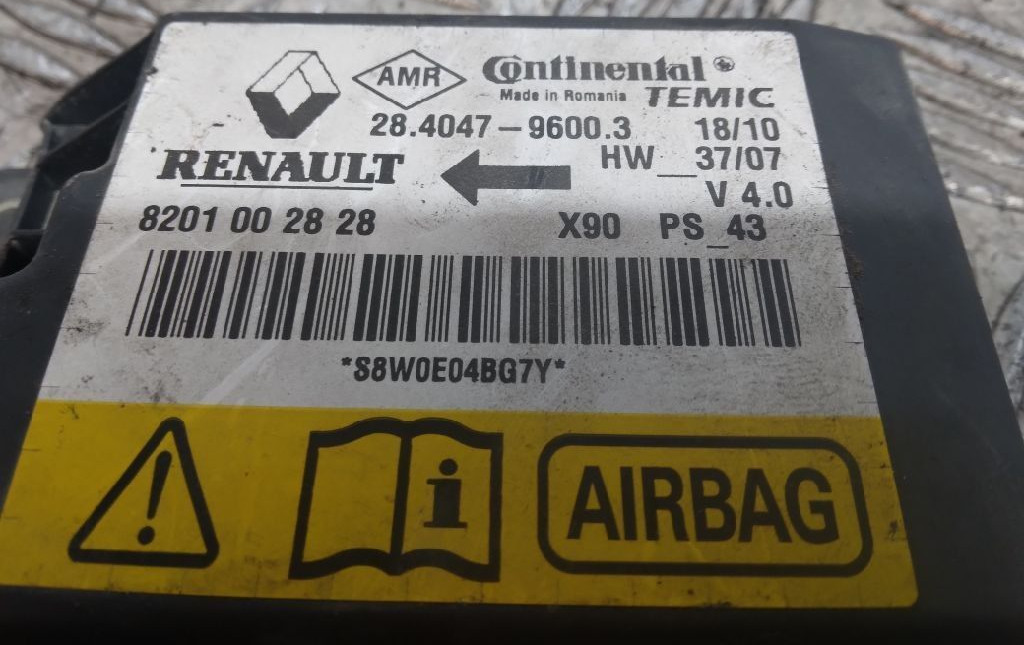 AMR Continental
Made in Romania TEMIC
28.4047-9600.3 18/10
RENAULT HW_37/07
V 4.0
8201 00 28 28 X90 PS_43
*S8W0E04BG7Y*
AIRBAG